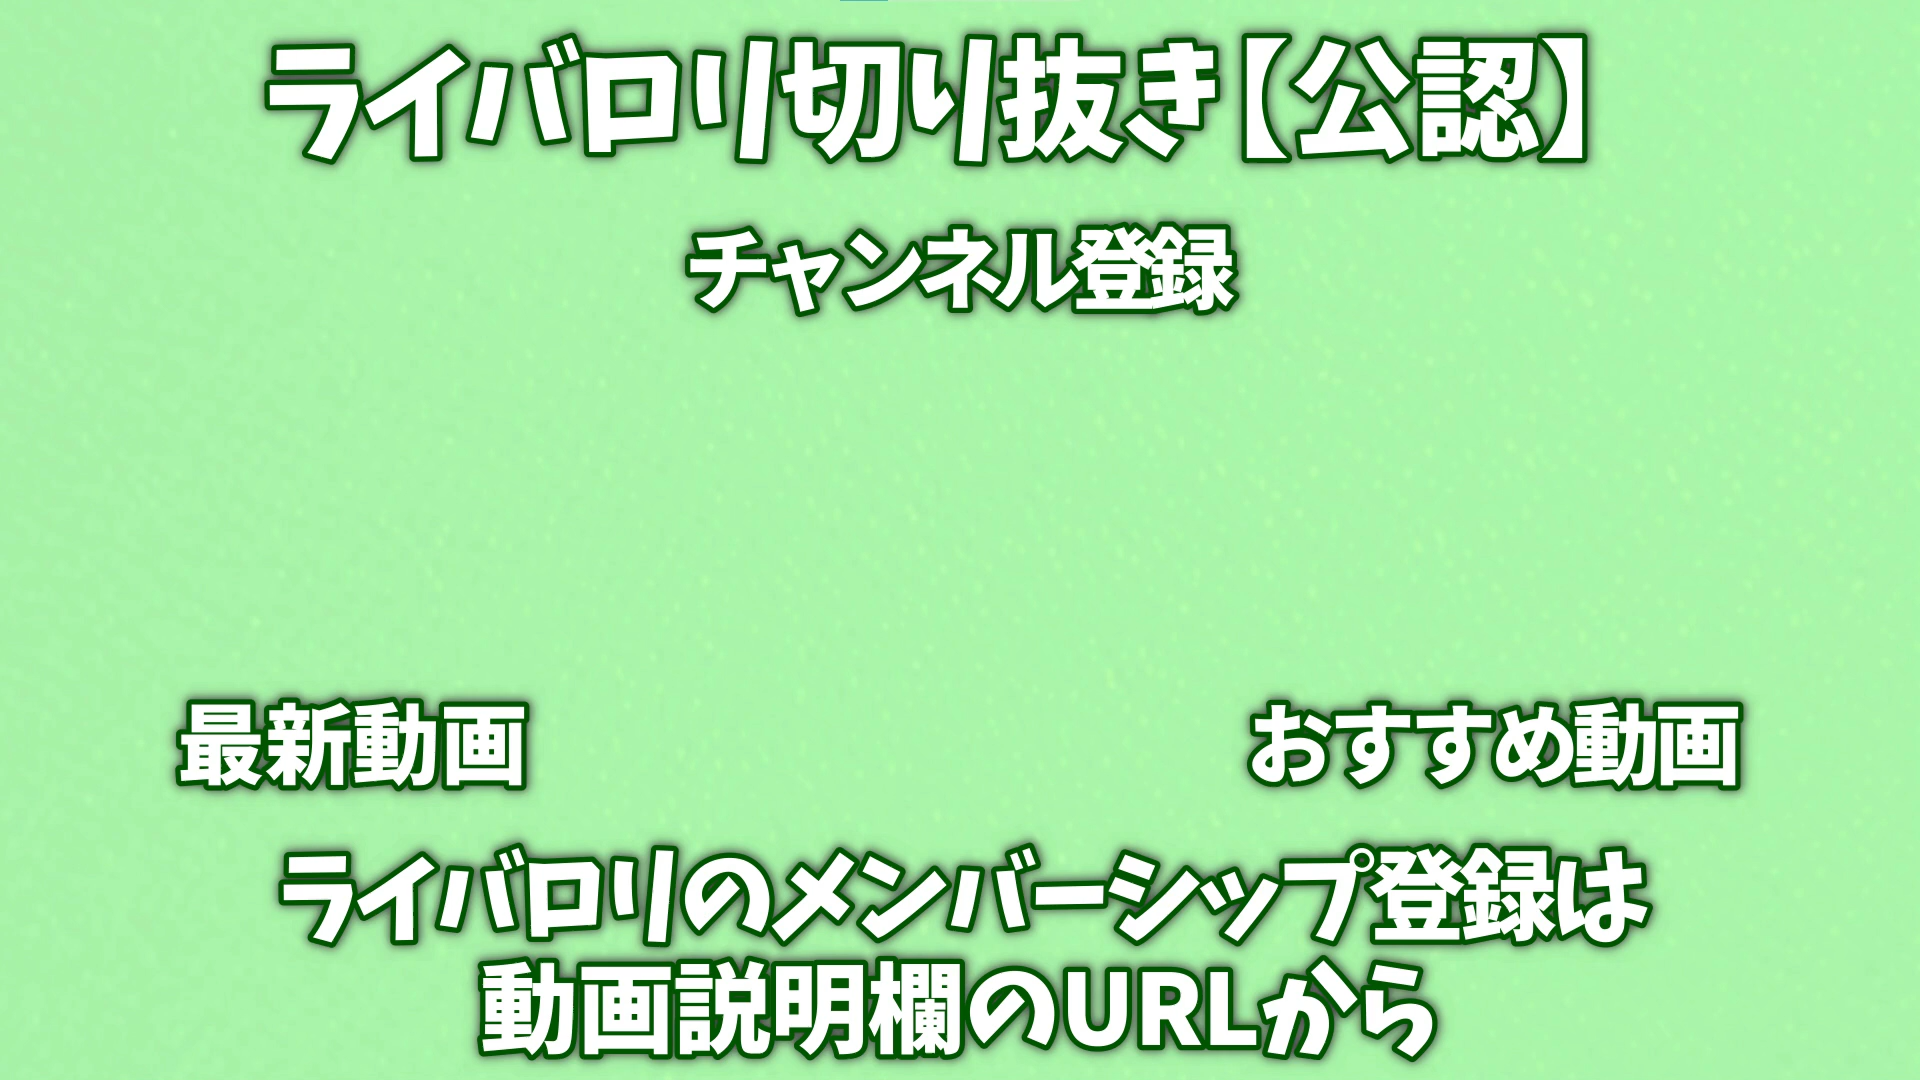 ライバロリ切り抜き【公認】
チャンネル登録
最新動画
おすすめ動画
ライバロリのメンバーシップ登録は
動画説明欄のURLから